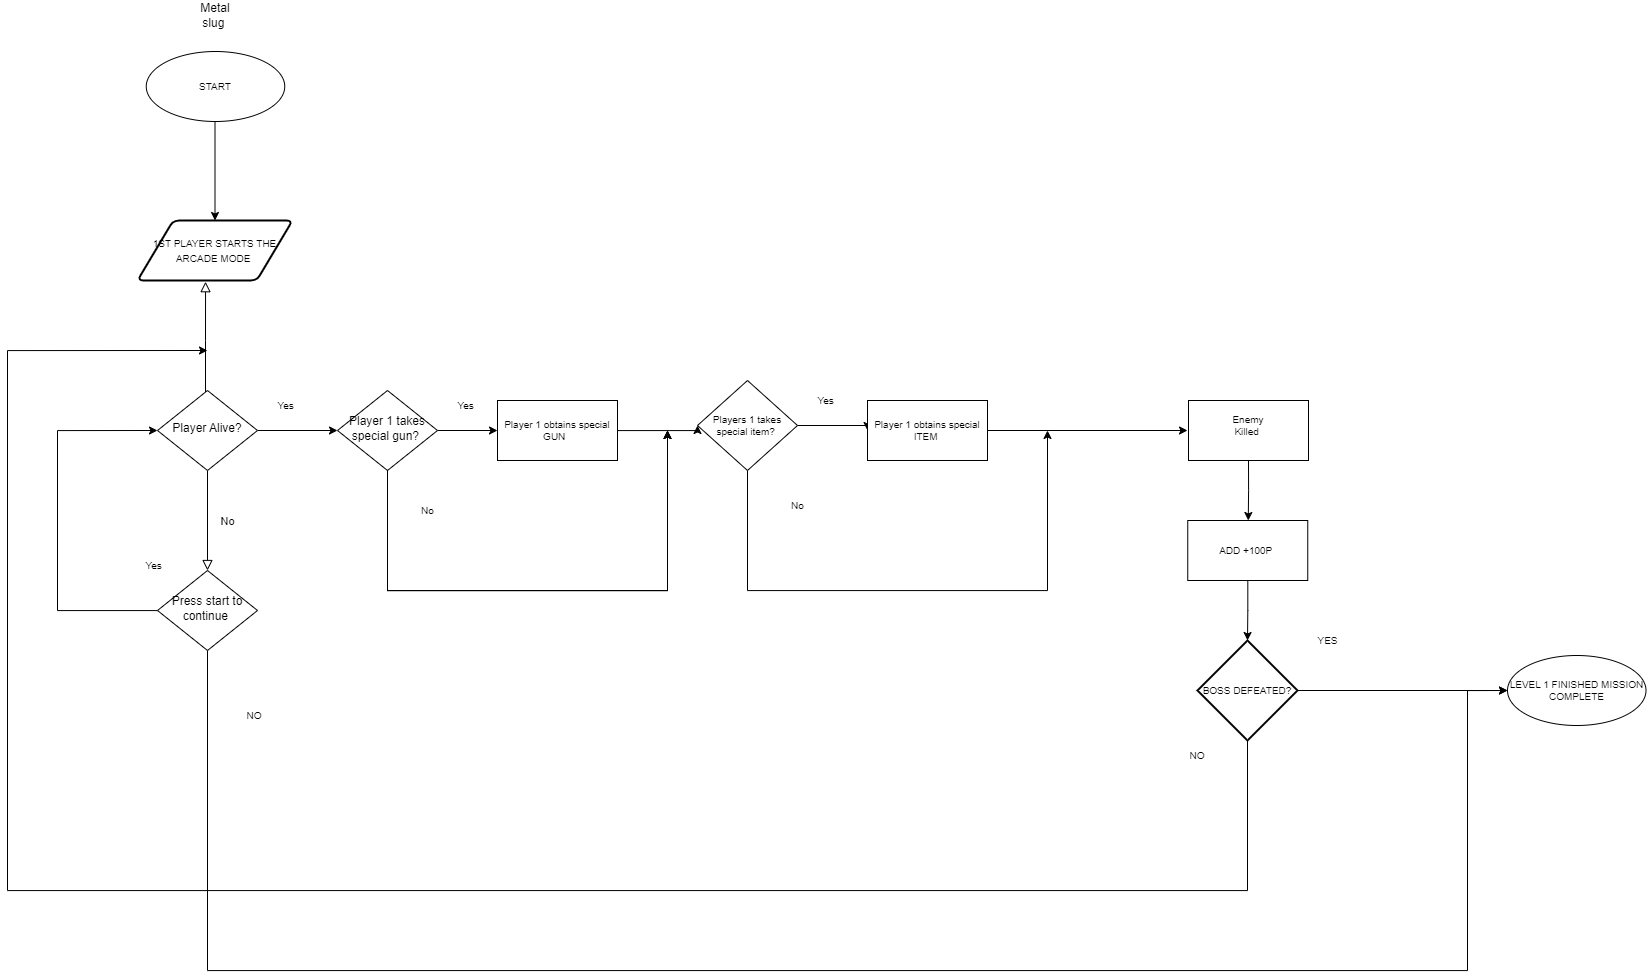 Metal
slug
START
1ST PLAYER STARTS THE
ARCADE MODE
Player Alive?
Yes
Player 1 takes
special gun?
Yes
Player 1 obtains special
GUN
Players 1 takes
special item?
Yes
Player 1 obtains special
ITEM
Enemy
Killed
No
No
No
Yes
Press start to
continue
ADD +100P
YES
BOSS DEFEATED?
LEVEL 1 FINISHED MISSION
COMPLETE
NO
NO